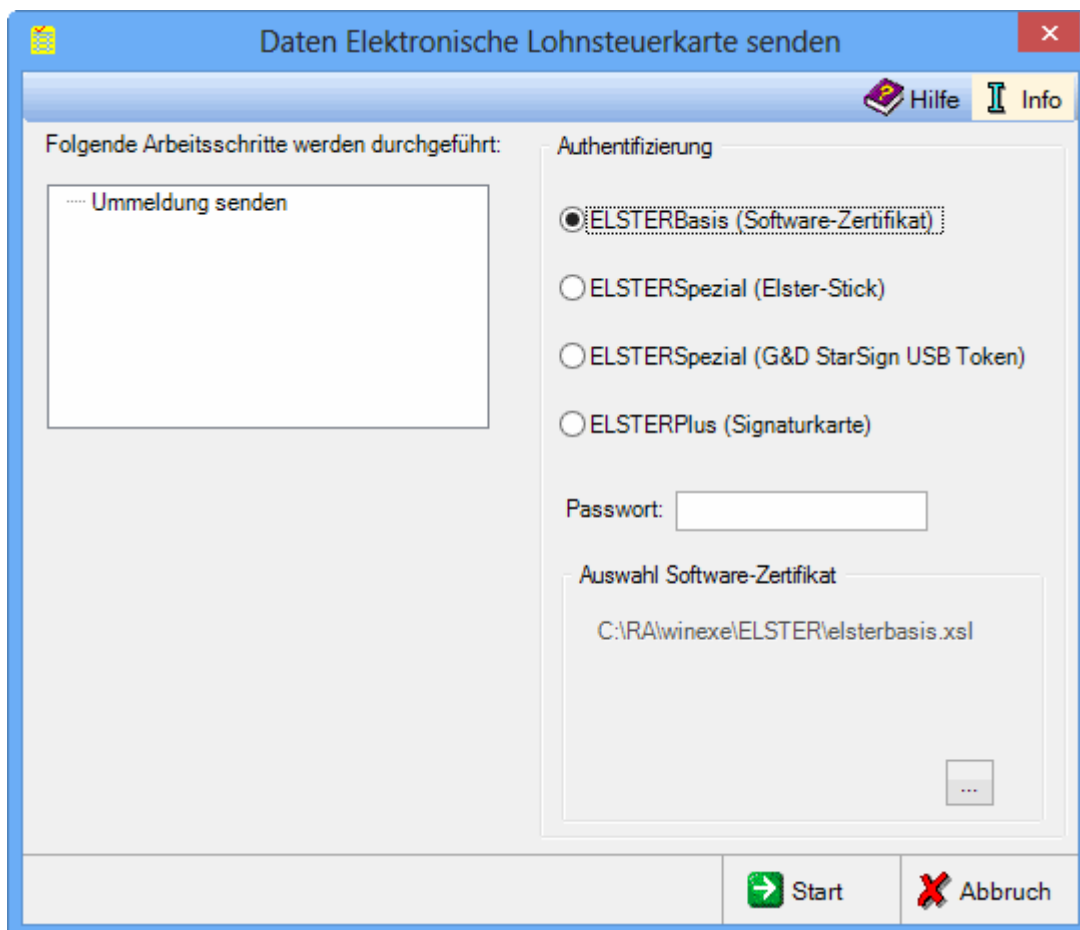 Daten Elektronische Lohnsteuerkarte senden
Hilfe
Info
Folgende Arbeitsschritte werden durchgeführt:
Ummeldung senden
Authentifizierung
ELSTERBasis (Software-Zertifikat)
ELSTERSpezial (Elster-Stick)
ELSTERSpezial (G&D StarSign USB Token)
ELSTERPlus (Signaturkarte)
Passwort:
Auswahl Software-Zertifikat
C:\RA\winexe\ELSTER\elsterbasis.xsl
...
Start
Abbruch